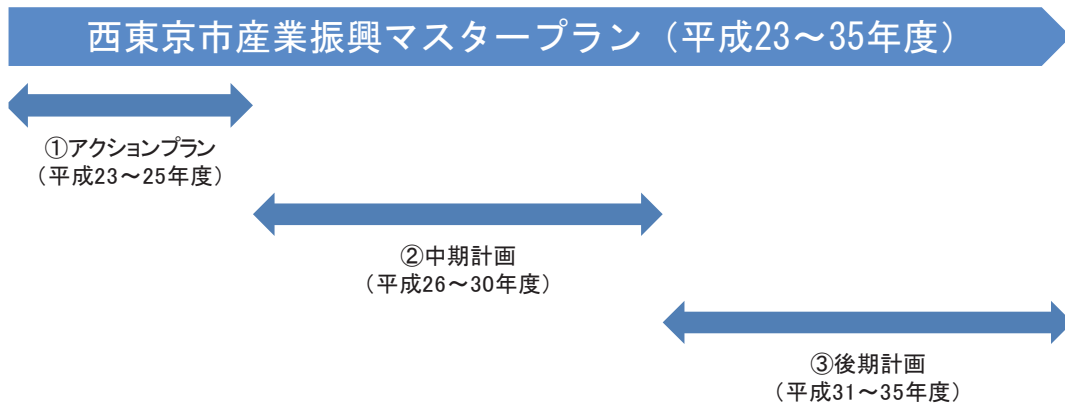 西東京市産業振興マスタープラン（平成23～35年度）
①アクションプラン
（平成23～25年度）
②中期計画
（平成26～30年度）
③後期計画
（平成31～35年度）